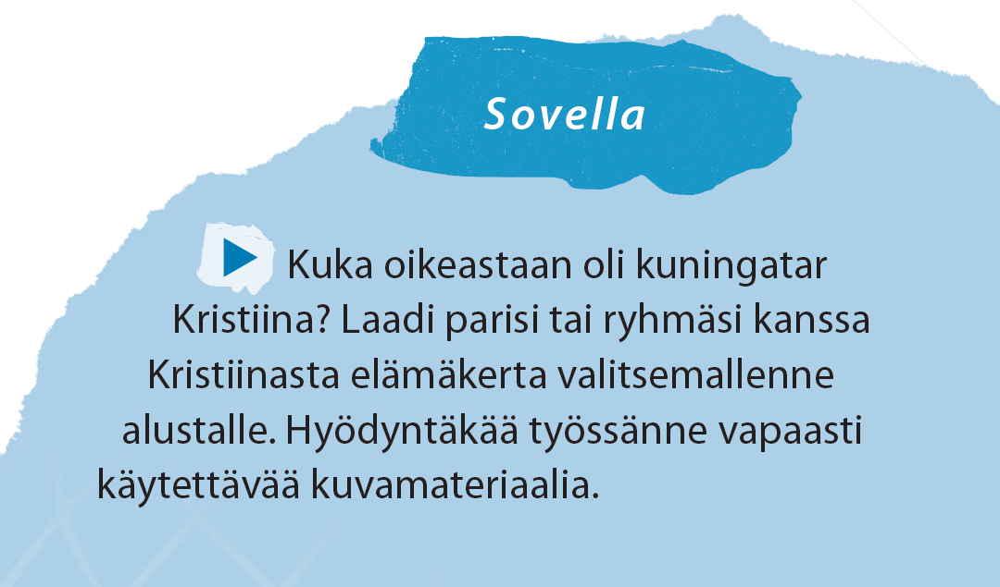 Sovella
Kuka oikeastaan oli kuningatar
Kristiina? Laadi parisi tai ryhmäsi kanssa
Kristiinasta elämäkerta valitsemallenne
alustalle. Hyödyntäkää työssänne vapaasti
käytettävää kuvamateriaalia.